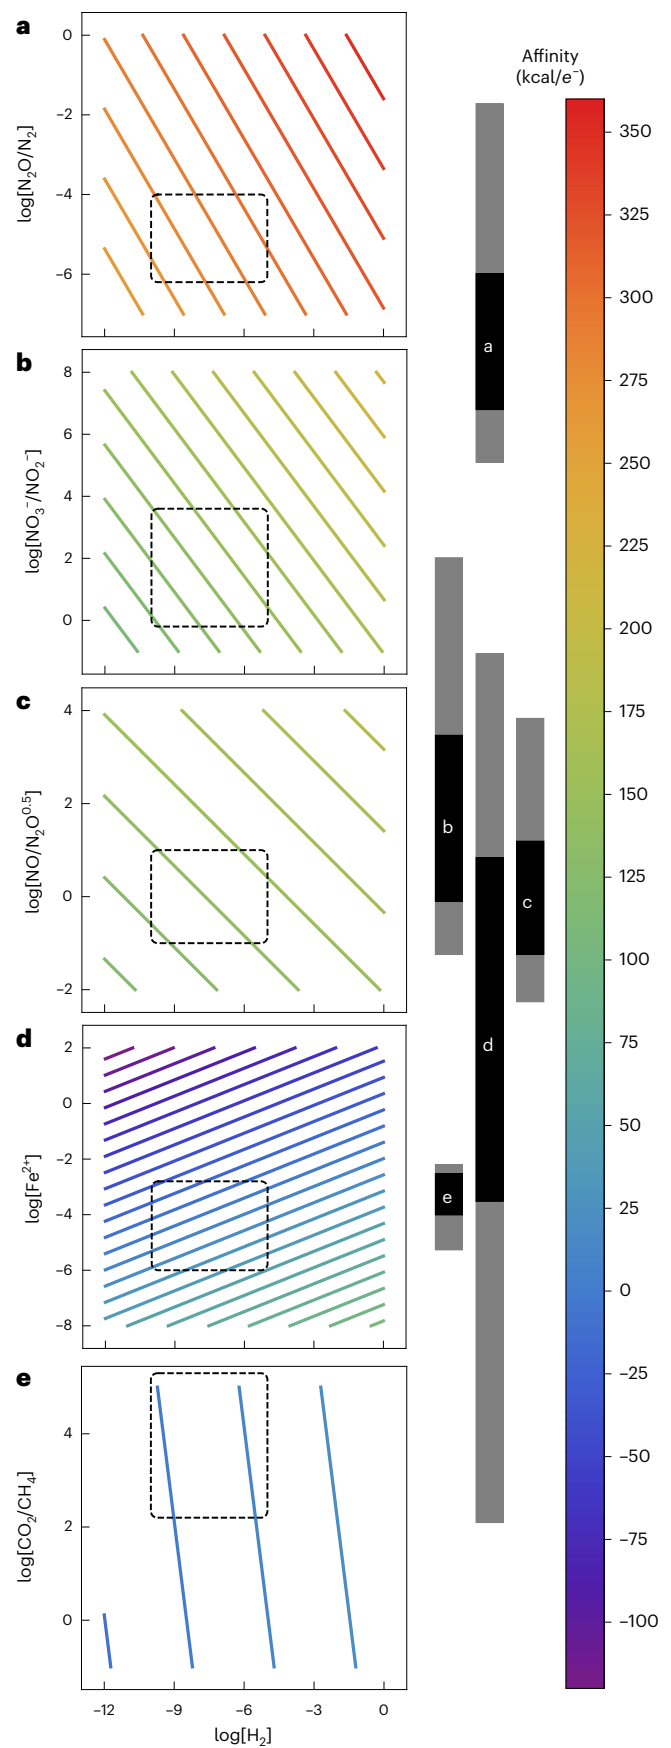 a
log[N₂O/N₂]
0
−2
−4
−6
b
log[NO₃⁻/NO₂⁻]
8
6
4
2
0
c
log[NO/N₂O⁰·⁵]
4
2
0
−2
d
log[Fe²⁺]
2
0
−2
−4
−6
−8
e
log[CO₂/CH₄]
4
2
0
−12 −9 −6 −3 0
log[H₂]
Affinity
(kcal/e⁻)
a
b
c
d
e
350
325
300
275
250
225
200
175
150
125
100
75
50
25
0
−25
−50
−75
−100